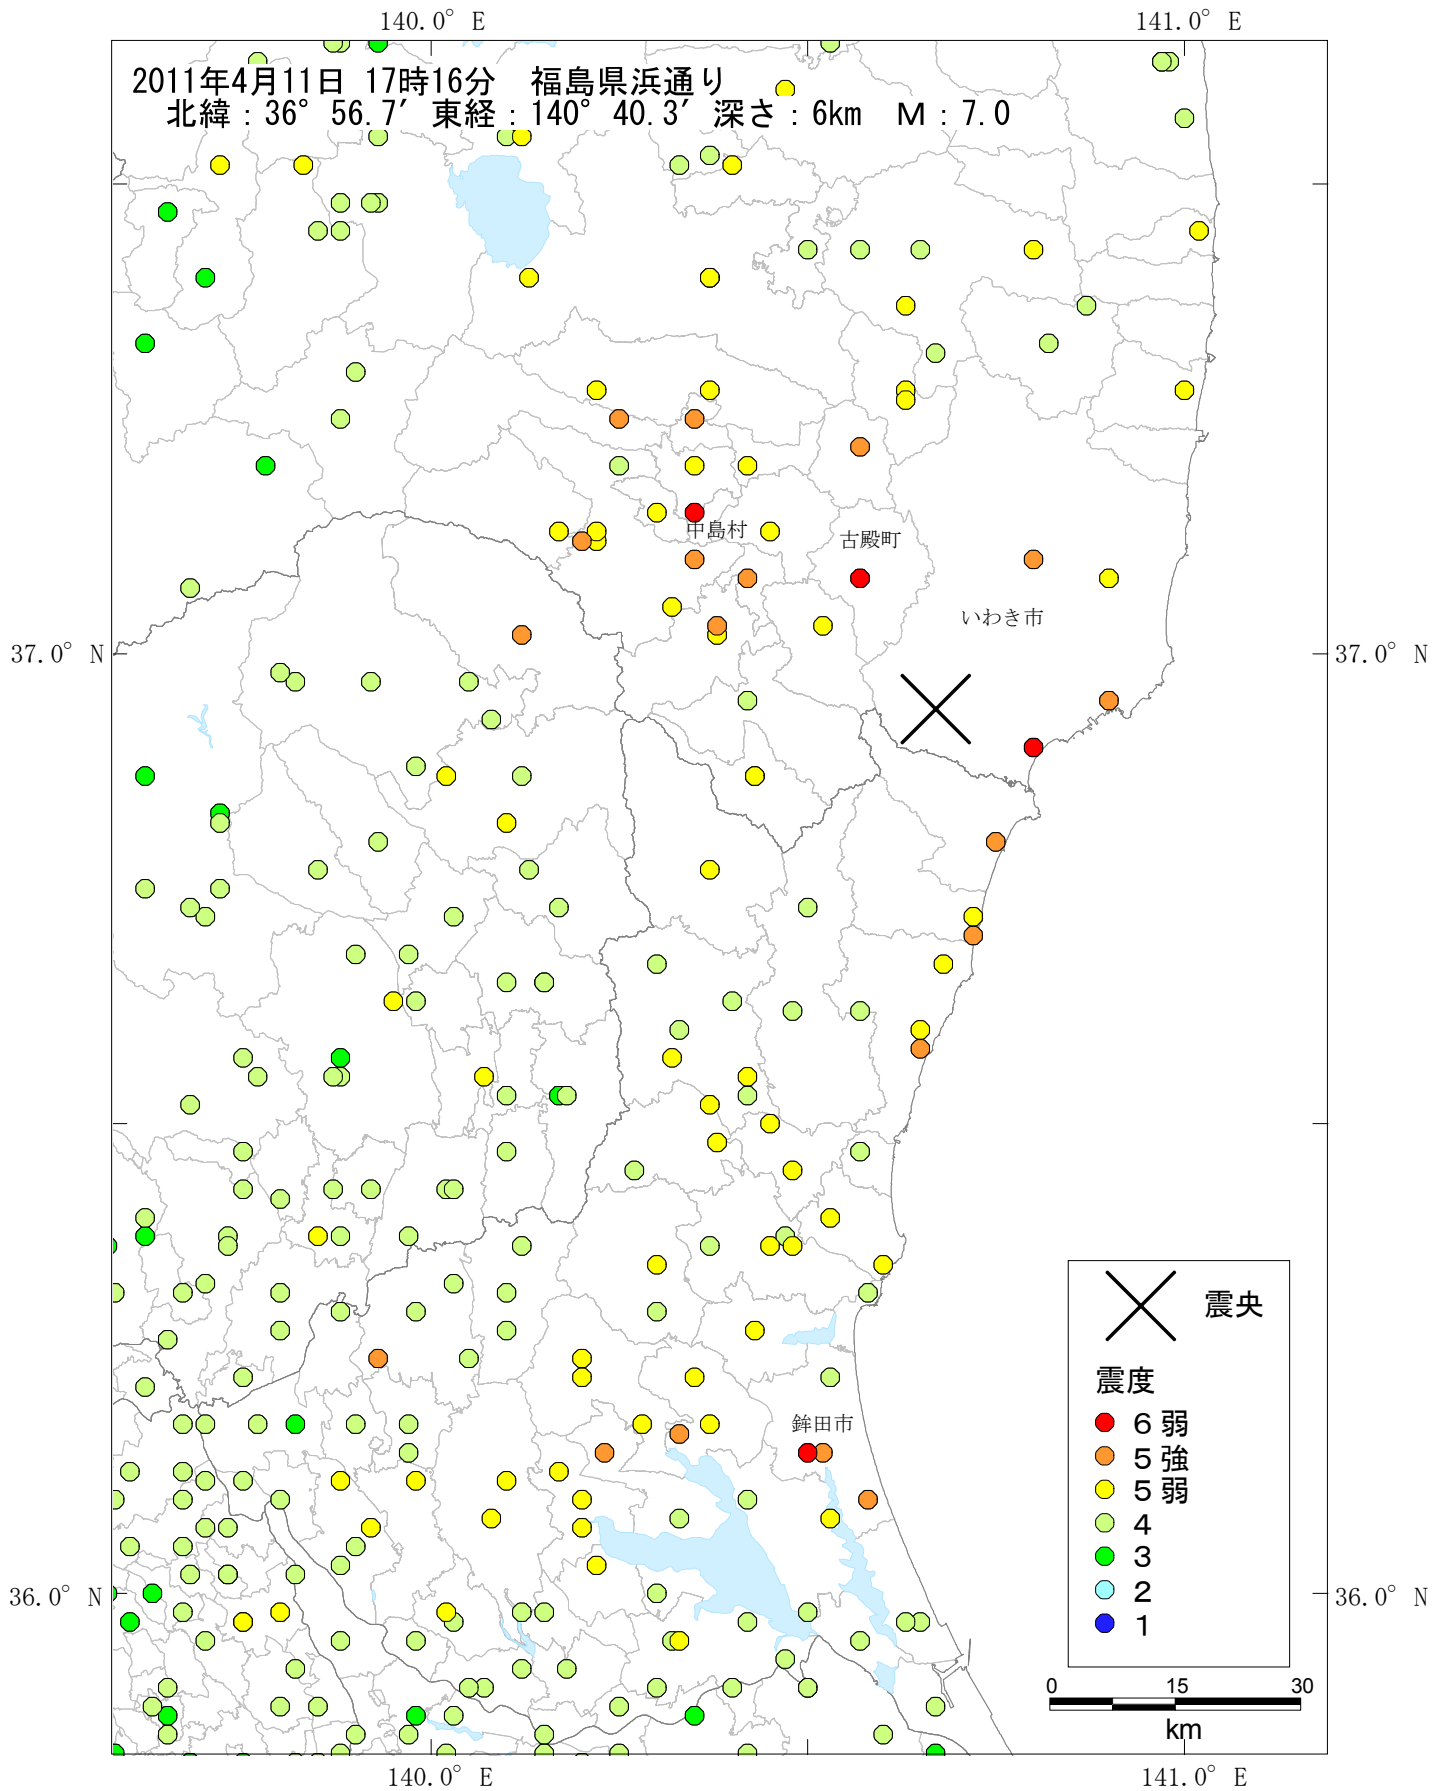 140.0° E
141.0° E
2011年4月11日 17時16分 福島県浜通り
北緯：36° 56.7′ 東経：140° 40.3′ 深さ：6km M：7.0
中島村
古殿町
いわき市
37.0° N
37.0° N
震央
震度
鉾田市
６弱
５強
５弱
４
３
２
１
36.0° N
36.0° N
0 15 30
km
140.0° E
141.0° E